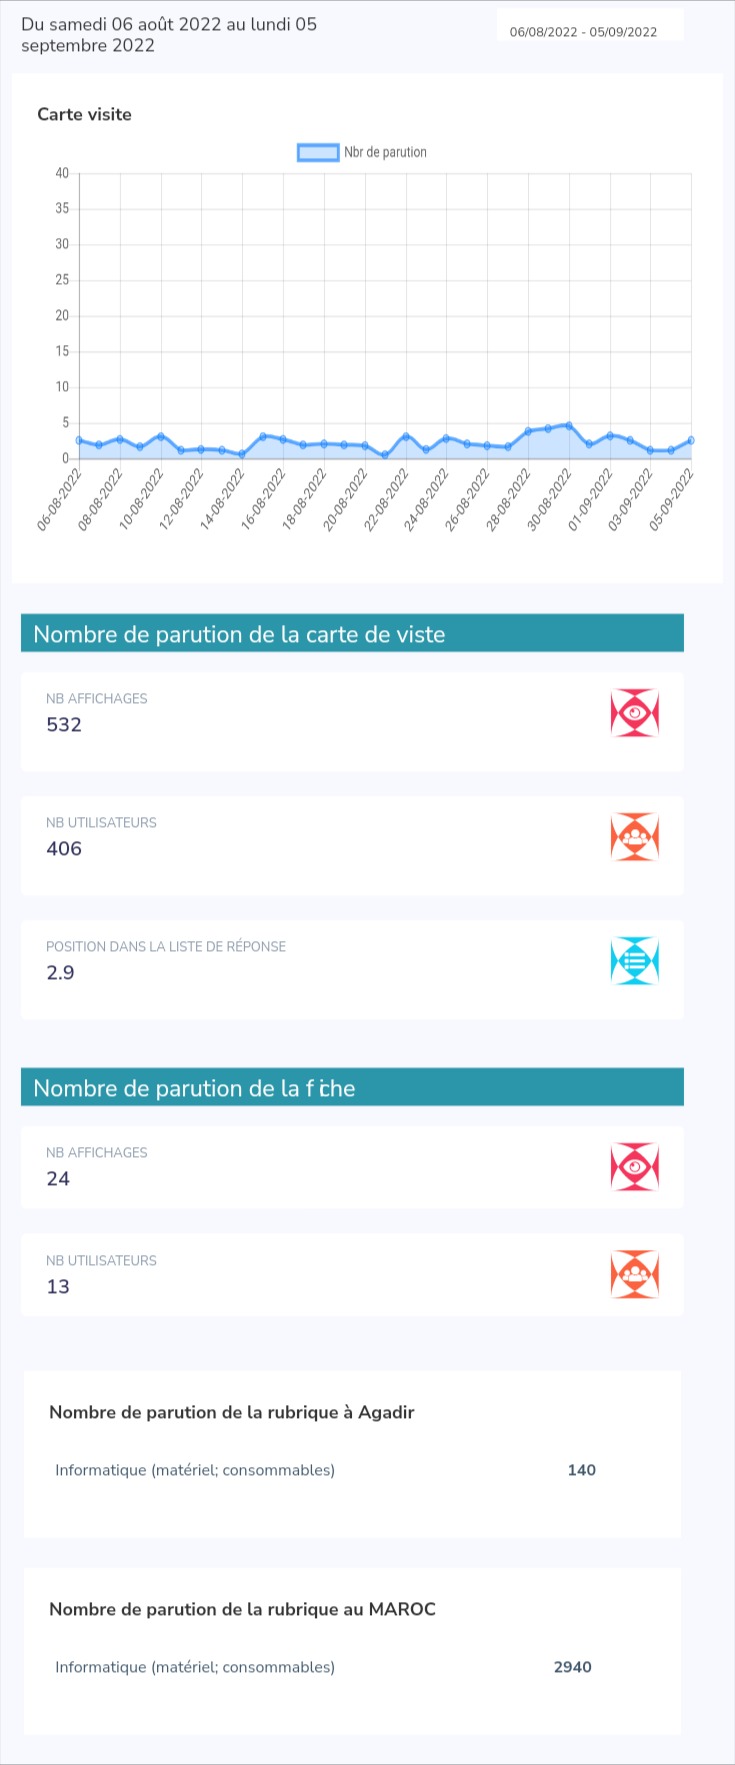 Du samedi 06 août 2022 au lundi 05
septembre 2022
06/08/2022 - 05/09/2022
Carte visite
Nbr de parution
40
35
30
25
20
15
10
5
0
06-08-2022
08-08-2022
10-08-2022
12-08-2022
14-08-2022
16-08-2022
18-08-2022
20-08-2022
22-08-2022
24-08-2022
26-08-2022
28-08-2022
30-08-2022
01-09-2022
03-09-2022
05-09-2022
Nombre de parution de la carte de viste
NB AFFICHAGES
532
NB UTILISATEURS
406
POSITION DANS LA LISTE DE RÉPONSE
2.9
Nombre de parution de la fiche
NB AFFICHAGES
24
NB UTILISATEURS
13
Nombre de parution de la rubrique à Agadir
Informatique (matériel; consommables) 140
Nombre de parution de la rubrique au MAROC
Informatique (matériel; consommables) 2940